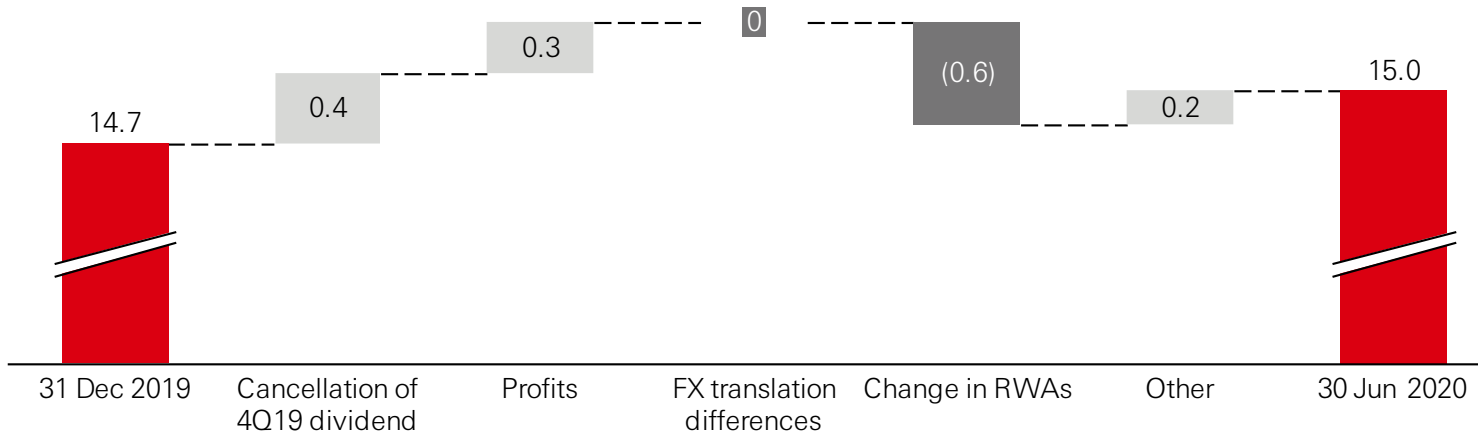 14.7
0.4
0.3
0
(0.6)
0.2
15.0
31 Dec 2019
Cancellation of
4Q19 dividend
Profits
FX translation
differences
Change in RWAs
Other
30 Jun 2020